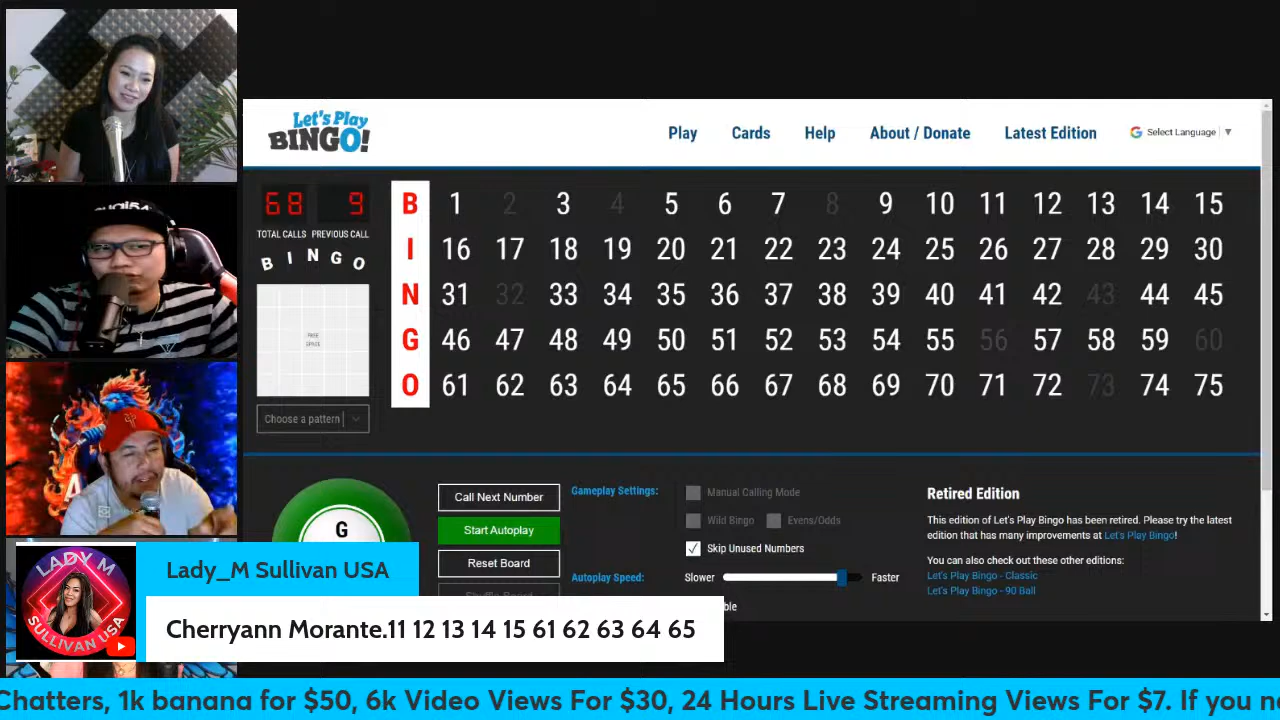 Let's Play
BINGO!
Play Cards Help About / Donate Latest Edition Select Language ▼
68 9
TOTAL CALLS PREVIOUS CALL
B I N G O
FREE
SPACE
Choose a pattern
B 1 2 3 4 5 6 7 8 9 10 11 12 13 14 15
I 16 17 18 19 20 21 22 23 24 25 26 27 28 29 30
N 31 32 33 34 35 36 37 38 39 40 41 42 43 44 45
G 46 47 48 49 50 51 52 53 54 55 56 57 58 59 60
O 61 62 63 64 65 66 67 68 69 70 71 72 73 74 75
G
Call Next Number
Start Autoplay
Reset Board
Shuffle Board
Gameplay Settings:
Manual Calling Mode
Wild Bingo Evens/Odds
Skip Unused Numbers
Autoplay Speed:
Slower Faster
Retired Edition
This edition of Let's Play Bingo has been retired. Please try the latest
edition that has many improvements at Let's Play Bingo!
You can also check out these other editions:
Let's Play Bingo - Classic
Let's Play Bingo - 90 Ball
LADY M
SULLIVAN USA
Lady_M Sullivan USA
Cherryann Morante.11 12 13 14 15 61 62 63 64 65
Chatters, 1k banana for $50, 6k Video Views For $30, 24 Hours Live Streaming Views For $7. If you